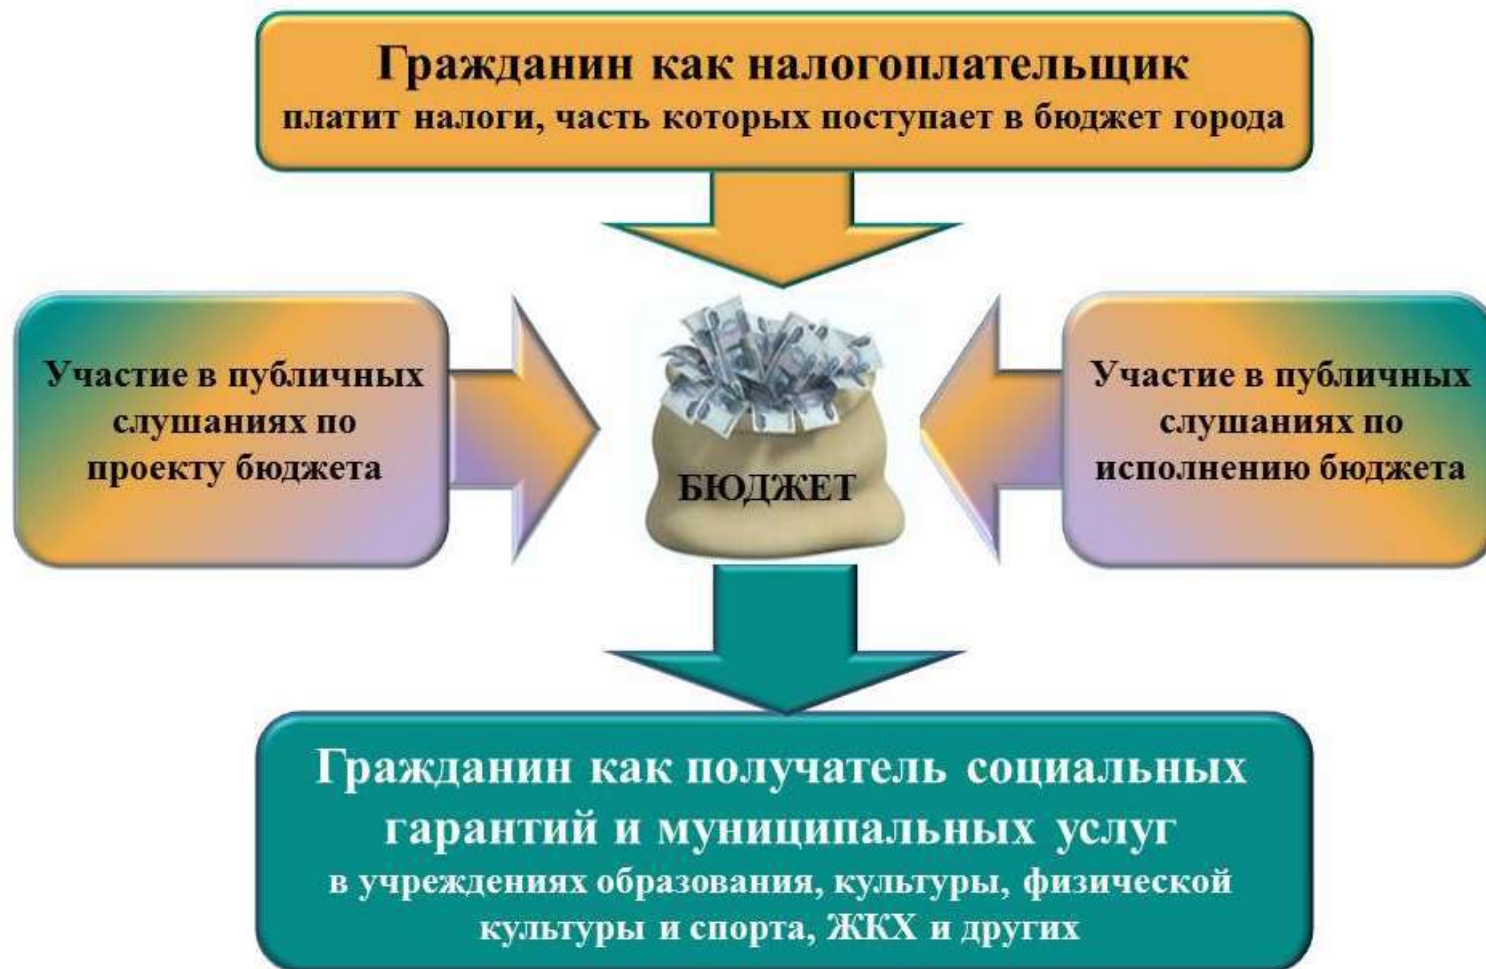 Гражданин как налогоплательщик
платит налоги, часть которых поступает в бюджет города
Участие в публичных
слушаниях по
проекту бюджета
БЮДЖЕТ
Участие в публичных
слушаниях по
исполнению бюджета
Гражданин как получатель социальных
гарантий и муниципальных услуг
в учреждениях образования, культуры, физической
культуры и спорта, ЖКХ и других